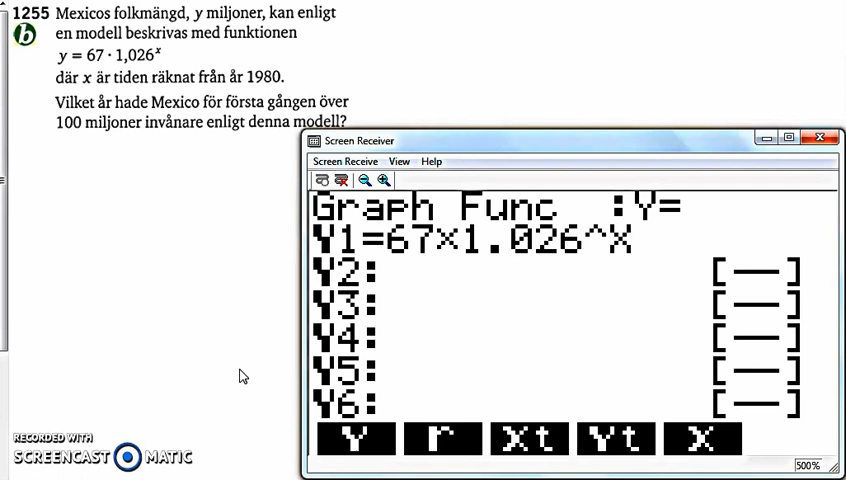 1255 Mexicos folkmängd, y miljoner, kan enligt
b en modell beskrivas med funktionen
y = 67 · 1,026ˣ
där x är tiden räknat från år 1980.
Vilket år hade Mexico för första gången över
100 miljoner invånare enligt denna modell?
Screen Receiver
Screen Receive View Help
Graph Func :Y=
Y1=67×1.026^X
Y2: [—]
Y3: [—]
Y4: [—]
Y5: [—]
Y6: [—]
Y r Xt Yt X
500%
RECORDED WITH
SCREENCAST MATIC